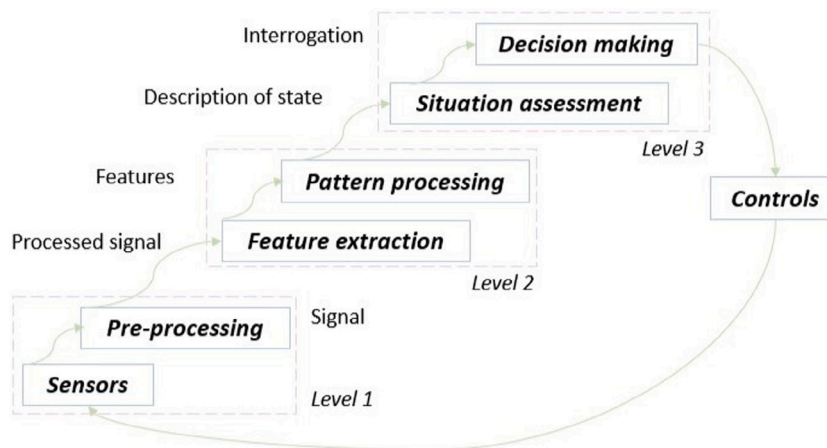 Interrogation
Decision making
Description of state
Situation assessment
Level 3
Features
Pattern processing
Controls
Processed signal
Feature extraction
Level 2
Pre-processing
Signal
Sensors
Level 1